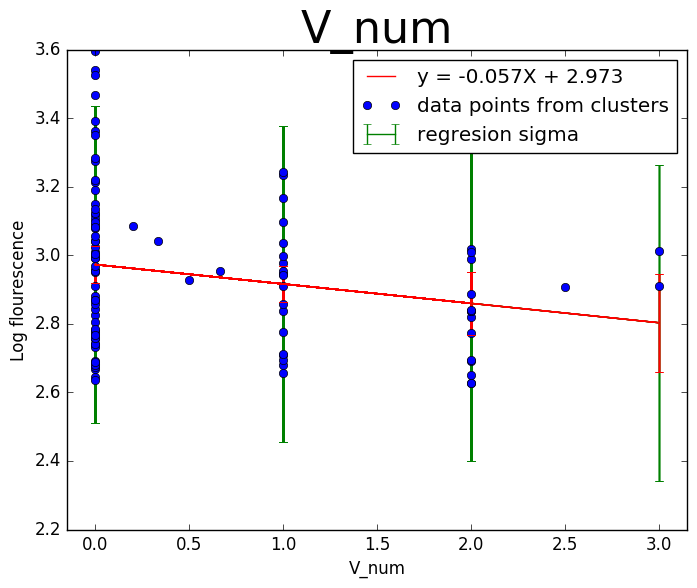 V_num
y = -0.057X + 2.973
data points from clusters
regresion sigma
Log flourescence
3.6
3.4
3.2
3.0
2.8
2.6
2.4
2.2
0.0 0.5 1.0 1.5 2.0 2.5 3.0
V_num